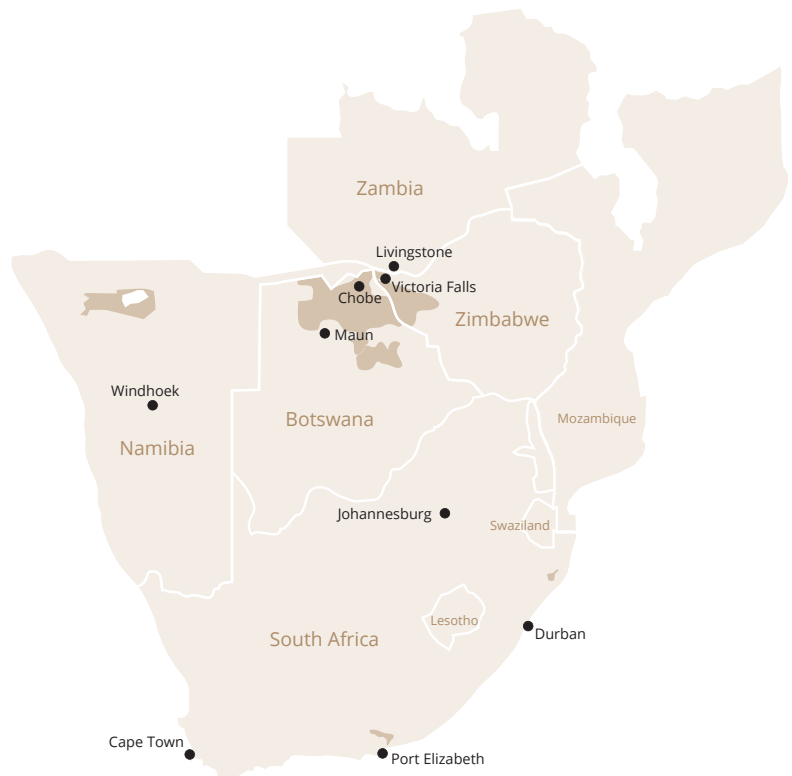 Zambia
Livingstone
Victoria Falls
Chobe
Zimbabwe
Maun
Windhoek
Botswana
Mozambique
Namibia
Johannesburg
Swaziland
Lesotho
Durban
South Africa
Cape Town
Port Elizabeth